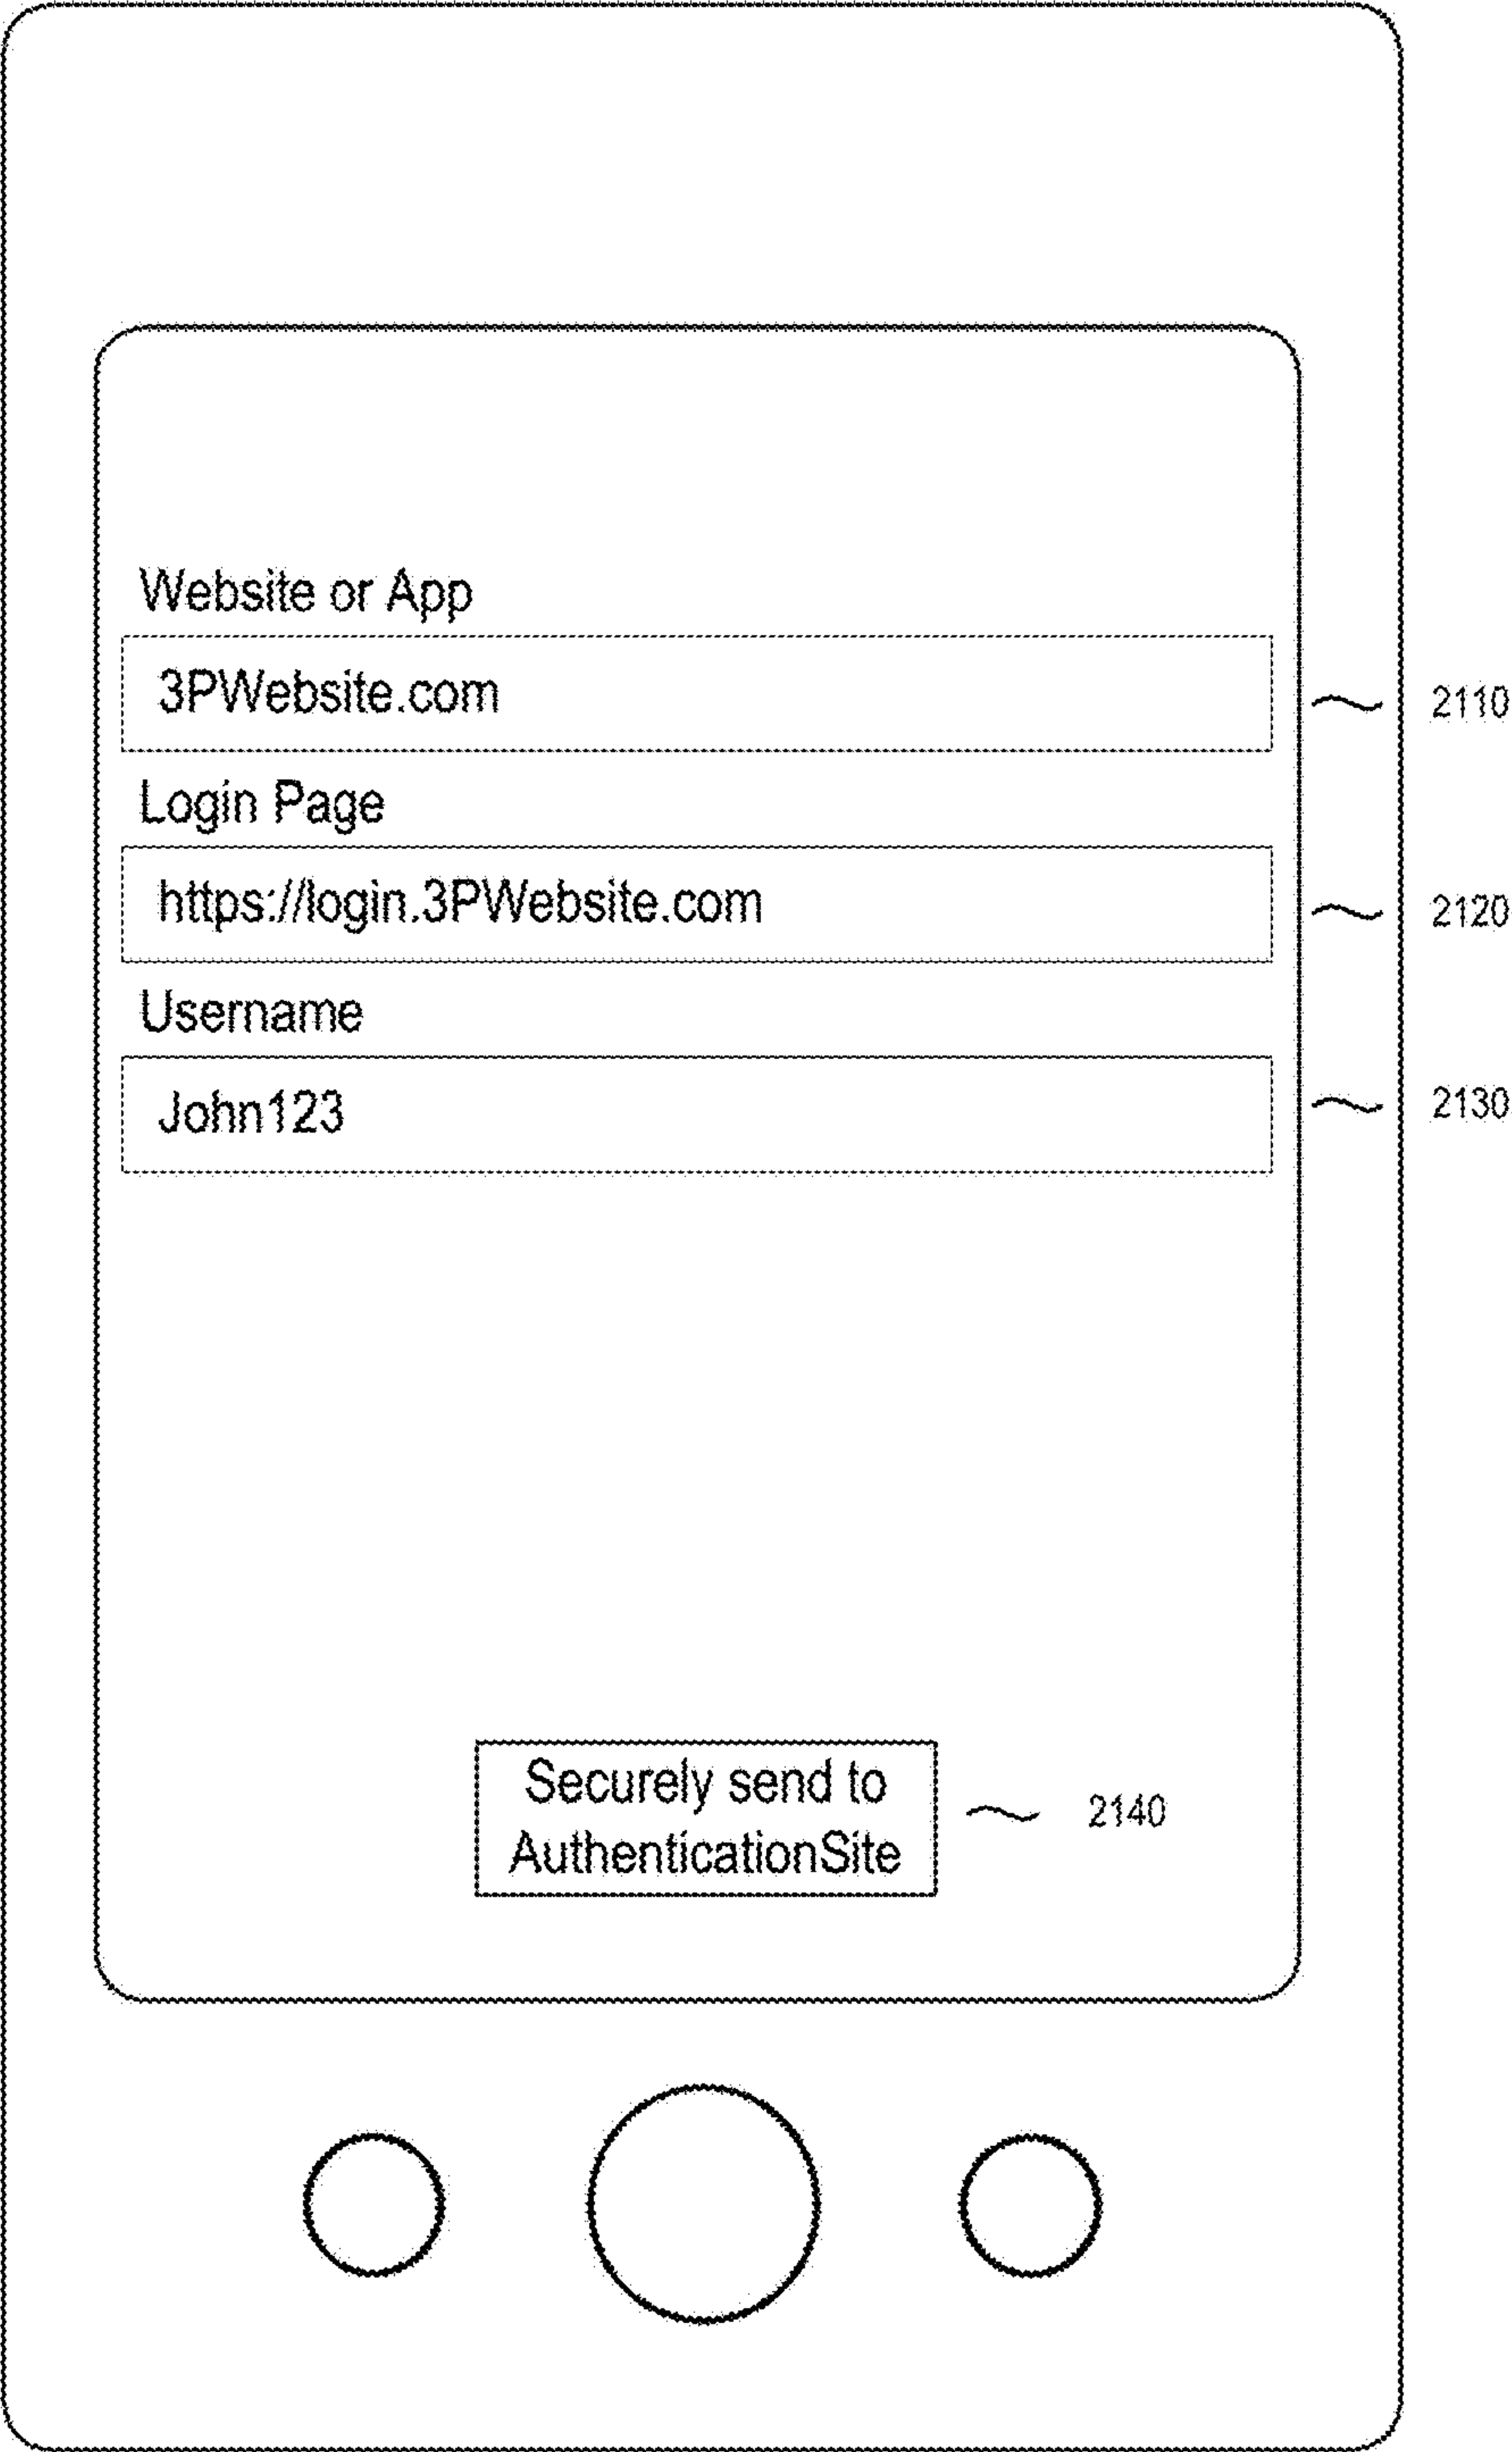 Website or App
3PWebsite.com
2110
Login Page
https://login.3PWebsite.com
2120
Username
John123
2130
Securely send to
AuthenticationSite
2140